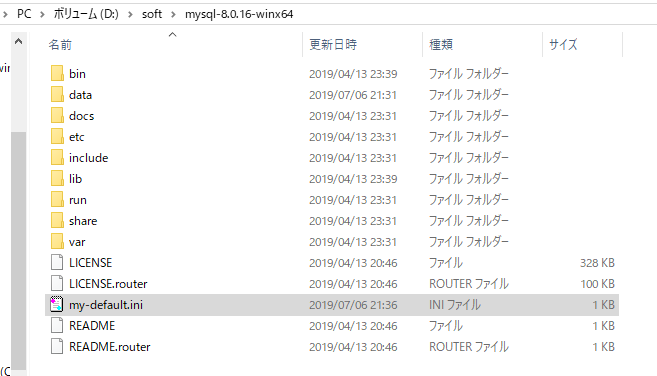 PC › ボリューム (D:) › soft › mysql-8.0.16-winx64
名前 更新日時 種類 サイズ
bin 2019/04/13 23:39 ファイル フォルダー
data 2019/07/06 21:31 ファイル フォルダー
docs 2019/04/13 23:31 ファイル フォルダー
etc 2019/04/13 23:31 ファイル フォルダー
include 2019/04/13 23:31 ファイル フォルダー
lib 2019/04/13 23:39 ファイル フォルダー
run 2019/04/13 23:31 ファイル フォルダー
share 2019/04/13 23:31 ファイル フォルダー
var 2019/04/13 23:31 ファイル フォルダー
LICENSE 2019/04/13 20:46 ファイル 328 KB
LICENSE.router 2019/04/13 20:46 ROUTER ファイル 100 KB
my-default.ini 2019/07/06 21:36 INI ファイル 1 KB
README 2019/04/13 20:46 ファイル 1 KB
README.router 2019/04/13 20:46 ROUTER ファイル 1 KB